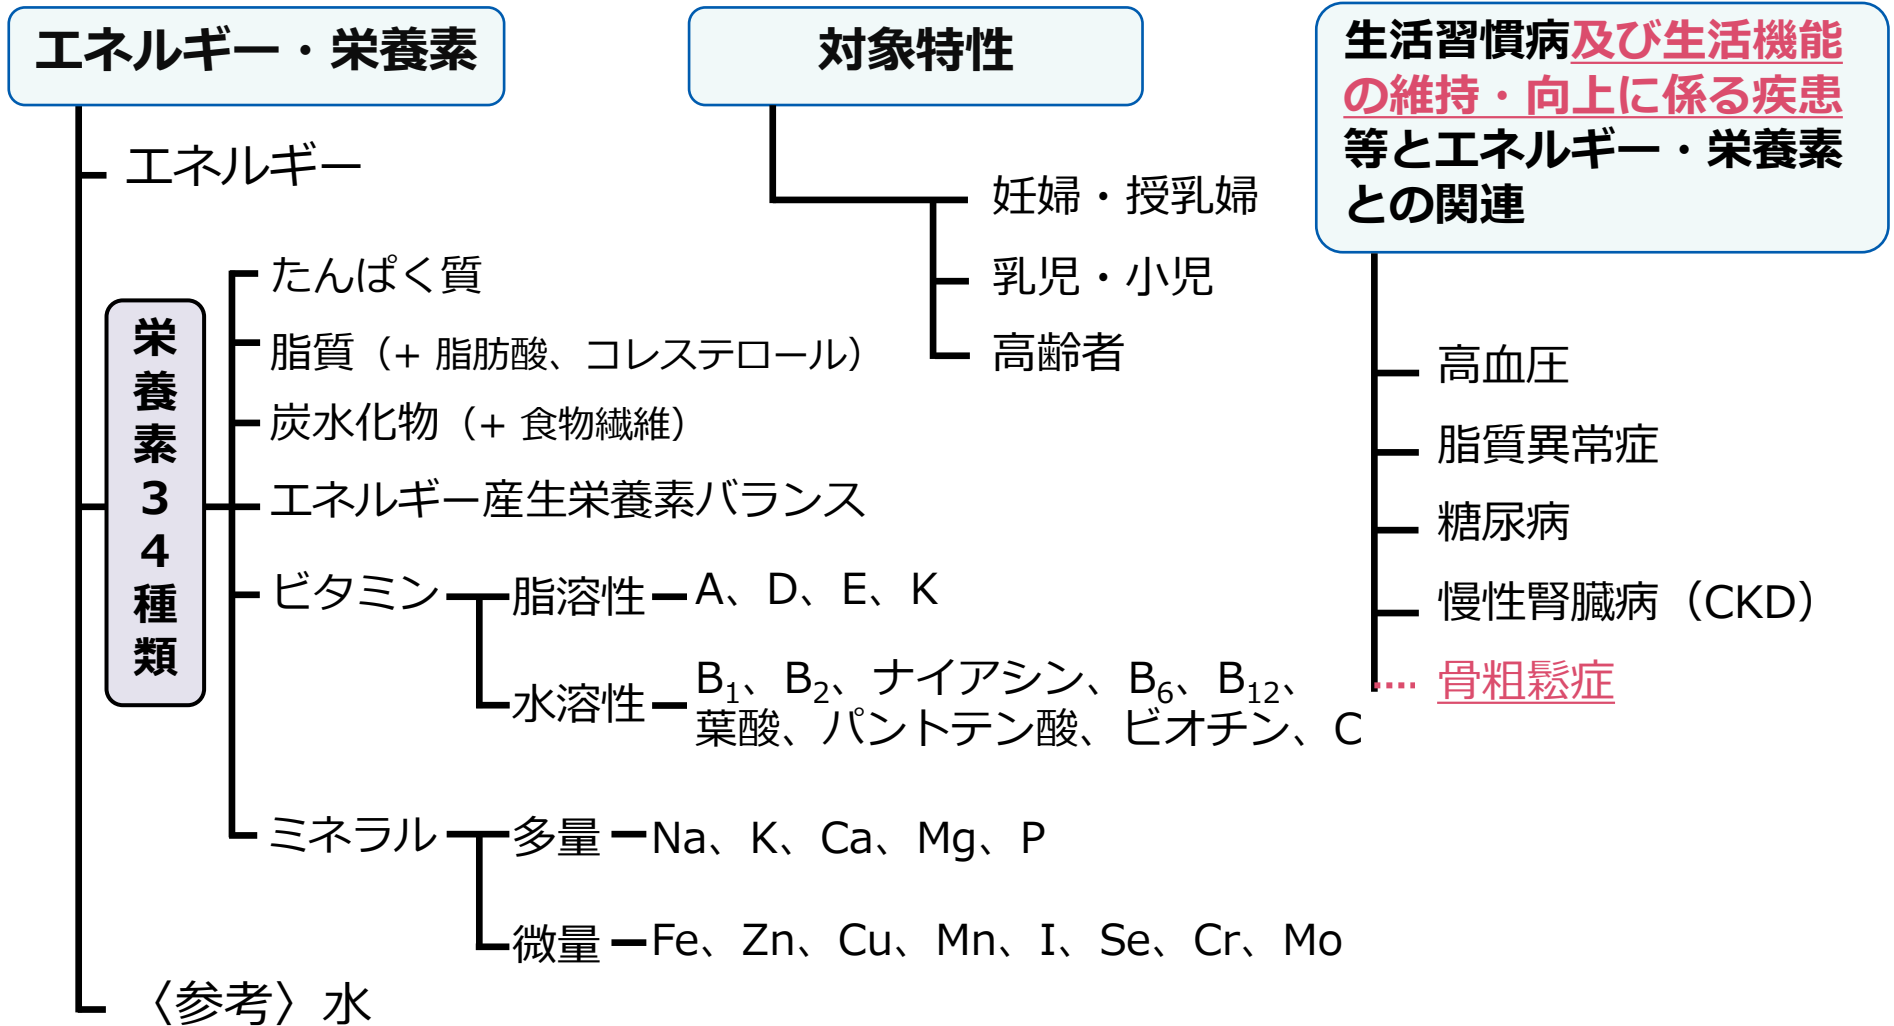 エネルギー・栄養素
エネルギー
栄養素34種類
たんぱく質
脂質（+ 脂肪酸、コレステロール）
炭水化物（+ 食物繊維）
エネルギー産生栄養素バランス
ビタミン
脂溶性
A、D、E、K
水溶性
B₁、B₂、ナイアシン、B₆、B₁₂、
葉酸、パントテン酸、ビオチン、C
ミネラル
多量
Na、K、Ca、Mg、P
微量
Fe、Zn、Cu、Mn、I、Se、Cr、Mo
〈参考〉水
対象特性
妊婦・授乳婦
乳児・小児
高齢者
生活習慣病及び生活機能
の維持・向上に係る疾患
等とエネルギー・栄養素
との関連
高血圧
脂質異常症
糖尿病
慢性腎臓病（CKD）
骨粗鬆症